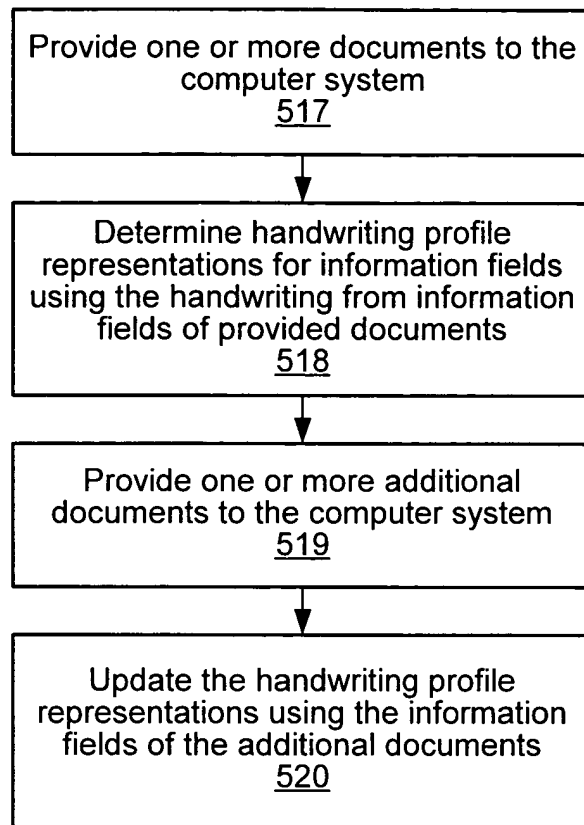 Provide one or more documents to the
computer system
517
Determine handwriting profile
representations for information fields
using the handwriting from information
fields of provided documents
518
Provide one or more additional
documents to the computer system
519
Update the handwriting profile
representations using the information
fields of the additional documents
520